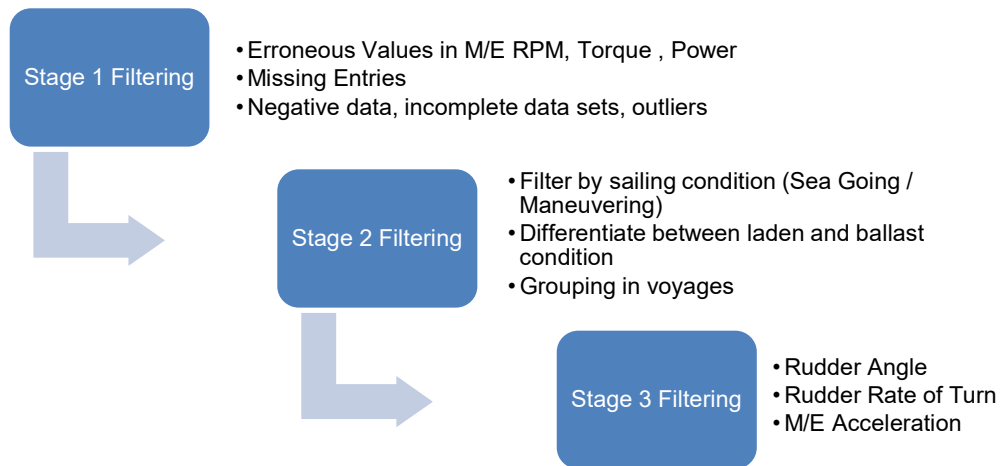 Stage 1 Filtering
• Erroneous Values in M/E RPM, Torque , Power
• Missing Entries
• Negative data, incomplete data sets, outliers
Stage 2 Filtering
• Filter by sailing condition (Sea Going /
Maneuvering)
• Differentiate between laden and ballast
condition
• Grouping in voyages
Stage 3 Filtering
• Rudder Angle
• Rudder Rate of Turn
• M/E Acceleration